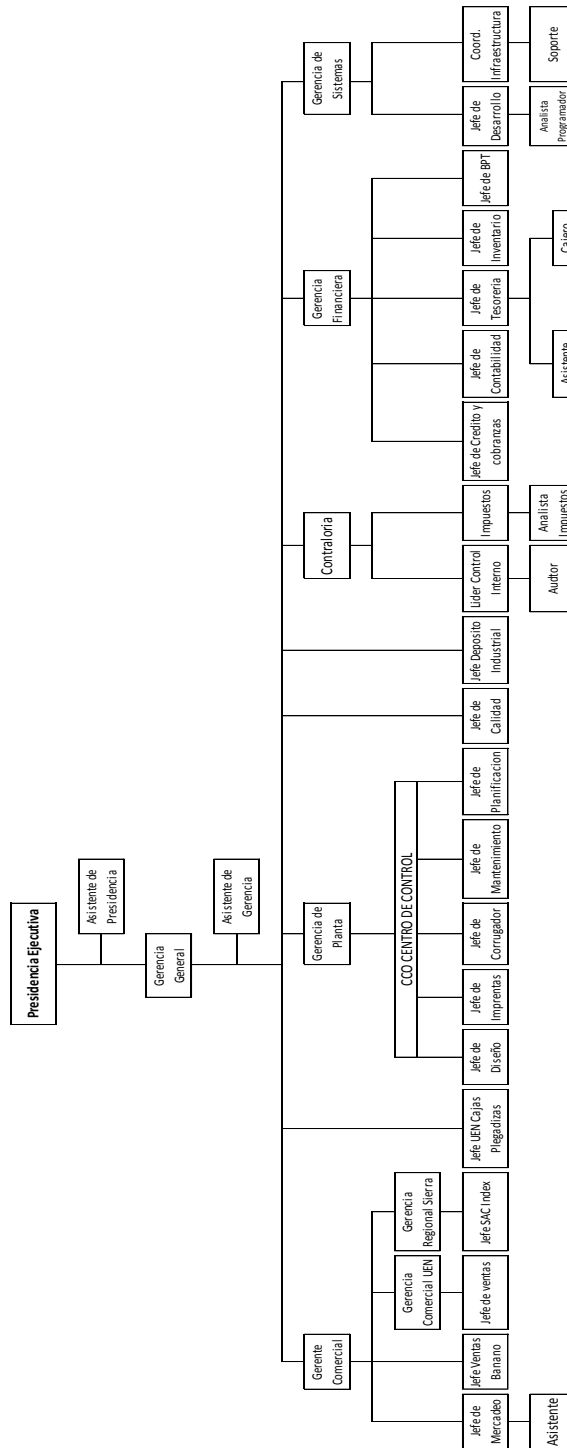 Presidencia Ejecutiva
Asistente de
Presidencia
Gerencia
General
Asistente de
Gerencia
Gerente
Comercial
Gerencia de
Planta
Contraloria
Gerencia
Financiera
Gerencia de
Sistemas
Gerencia
Comercial UEN
Gerencia
Regional Sierra
CCO CENTRO DE CONTROL
Jefe de
Mercadeo
Jefe Ventas
Banano
Jefe de ventas
Jefe SAC Index
Jefe UEN Cajas
Plegadizas
Jefe de
Diseño
Jefe de
Imprentas
Jefe de
Corrugador
Jefe de
Mantenimiento
Jefe de
Planificacion
Jefe de
Calidad
Jefe Deposito
Industrial
Lider Control
Interno
Impuestos
Jefe de Credito y
cobranzas
Jefe de
Contabilidad
Jefe de
Tesoreria
Jefe de
Inventario
Jefe de BPT
Jefe de
Desarrollo
Coord.
Infraestructura
Asistente
Audtor
Analista
Impuestos
Asistente
Cajero
Analista
Programador
Soporte